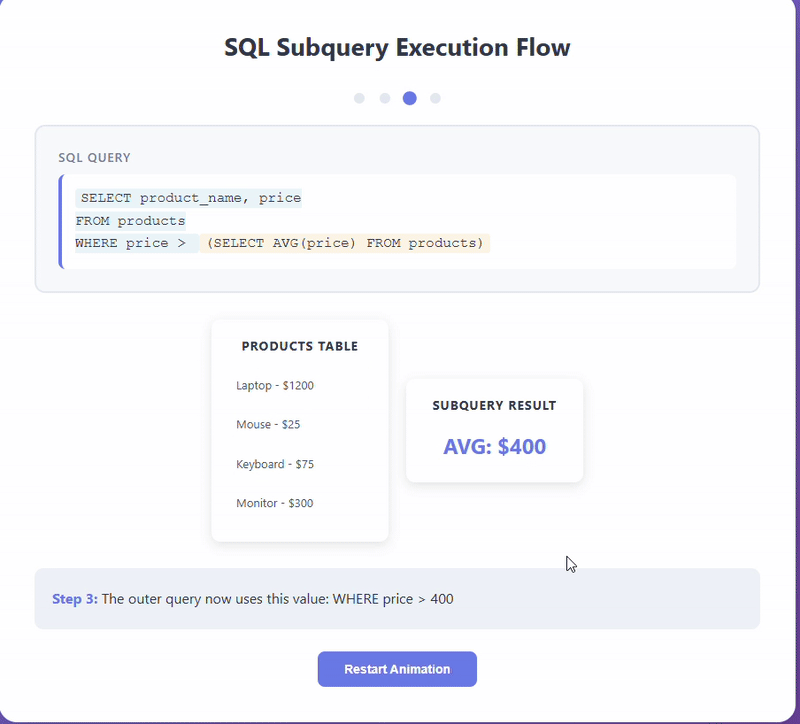 SQL Subquery Execution Flow
SQL QUERY
SELECT product_name, price
FROM products
WHERE price > (SELECT AVG(price) FROM products)
PRODUCTS TABLE
Laptop - $1200
Mouse - $25
Keyboard - $75
Monitor - $300
SUBQUERY RESULT
AVG: $400
Step 3: The outer query now uses this value: WHERE price > 400
Restart Animation